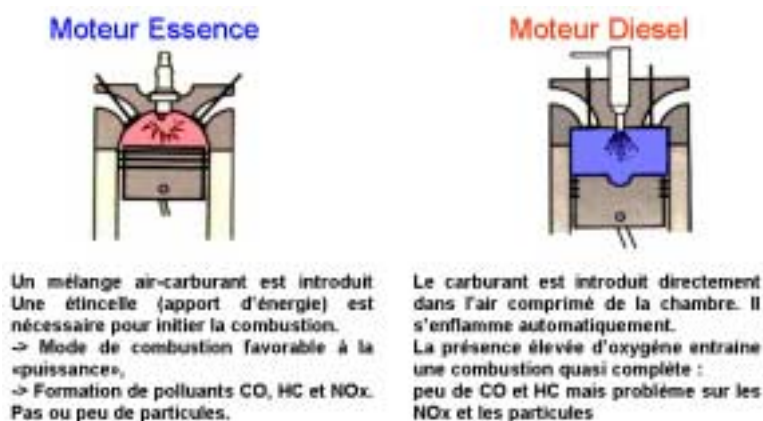 Moteur Essence
Moteur Diesel
Un mélange air-carburant est introduit
Une étincelle (apport d'énergie) est
nécessaire pour initier la combustion.
-> Mode de combustion favorable à la
«puissance».
-> Formation de polluants CO, HC et NOx.
Pas ou peu de particules.
Le carburant est introduit directement
dans l'air comprimé de la chambre. Il
s'enflamme automatiquement.
La présence élevée d'oxygène entraine
une combustion quasi complète :
peu de CO et HC mais problème sur les
NOx et les particules